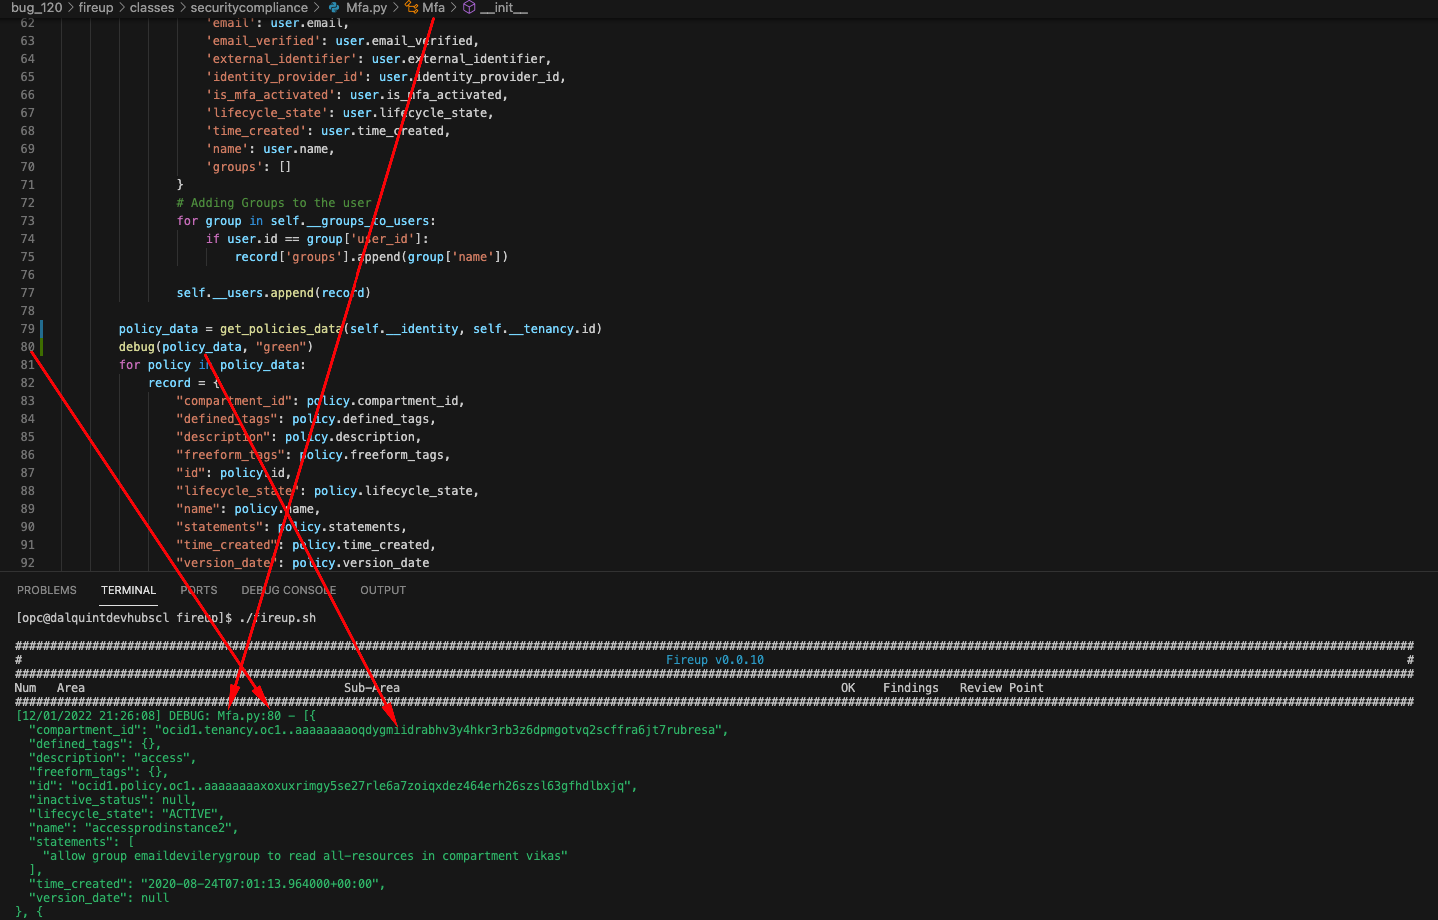 bug_120 > fireup > classes > securitycompliance > Mfa.py > Mfa > __init__
62 'email': user.email,
63 'email_verified': user.email_verified,
64 'external_identifier': user.external_identifier,
65 'identity_provider_id': user.identity_provider_id,
66 'is_mfa_activated': user.is_mfa_activated,
67 'lifecycle_state': user.lifecycle_state,
68 'time_created': user.time_created,
69 'name': user.name,
70 'groups': []
71 }
72 # Adding Groups to the user
73 for group in self.__groups_to_users:
74 if user.id == group['user_id']:
75 record['groups'].append(group['name'])
76
77 self.__users.append(record)
78
79 policy_data = get_policies_data(self.__identity, self.__tenancy.id)
80 debug(policy_data, "green")
81 for policy in policy_data:
82 record = {
83 "compartment_id": policy.compartment_id,
84 "defined_tags": policy.defined_tags,
85 "description": policy.description,
86 "freeform_tags": policy.freeform_tags,
87 "id": policy.id,
88 "lifecycle_state": policy.lifecycle_state,
89 "name": policy.name,
90 "statements": policy.statements,
91 "time_created": policy.time_created,
92 "version_date": policy.version_date
PROBLEMS TERMINAL PORTS DEBUG CONSOLE OUTPUT
[opc@dalquintdevhubscl fireup]$ ./fireup.sh
# Fireup v0.0.10 #
Num Area Sub-Area OK Findings Review Point
[12/01/2022 21:26:08] DEBUG: Mfa.py:80 - [{
"compartment_id": "ocid1.tenancy.oc1..aaaaaaaaoqdygmiidrabhv3y4hkr3rb3z6dpmgotvq2scffra6jt7rubresa",
"defined_tags": {},
"description": "access",
"freeform_tags": {},
"id": "ocid1.policy.oc1..aaaaaaaaxoxuxrimgy5se27rle6a7zoiqxdez464erh26szsl63gfhdlbxjq",
"inactive_status": null,
"lifecycle_state": "ACTIVE",
"name": "accessprodinstance2",
"statements": [
"allow group emaildevilerygroup to read all-resources in compartment vikas"
],
"time_created": "2020-08-24T07:01:13.964000+00:00",
"version_date": null
}, {